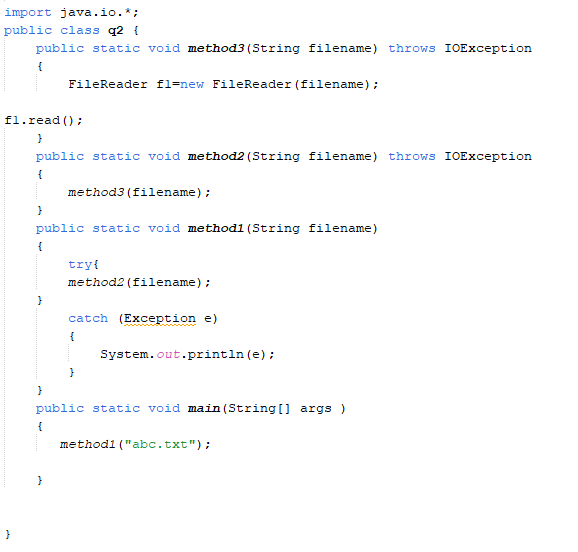 import java.io.*;
public class q2 {
    public static void method3(String filename) throws IOException
    {
        FileReader fl=new FileReader(filename);

fl.read();
    }
    public static void method2(String filename) throws IOException
    {
        method3(filename);
    }
    public static void method1(String filename)
    {
        try{
        method2(filename);
    }
        catch (Exception e)
        {
            System.out.println(e);
        }
    }
    public static void main(String[] args )
    {
       method1("abc.txt");

    }


}